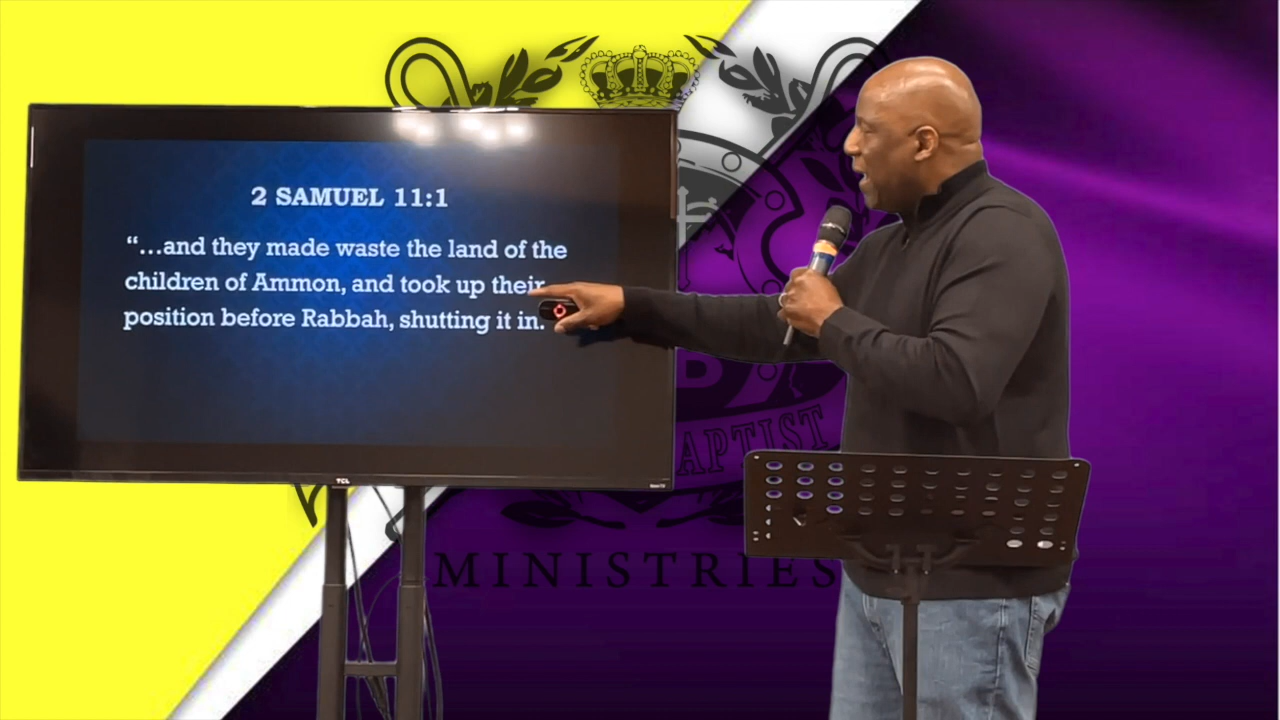 2 SAMUEL 11:1
“…and they made waste the land of the
children of Ammon, and took up their
position before Rabbah, shutting it in.”
TCL
APTIST
MINISTRIES